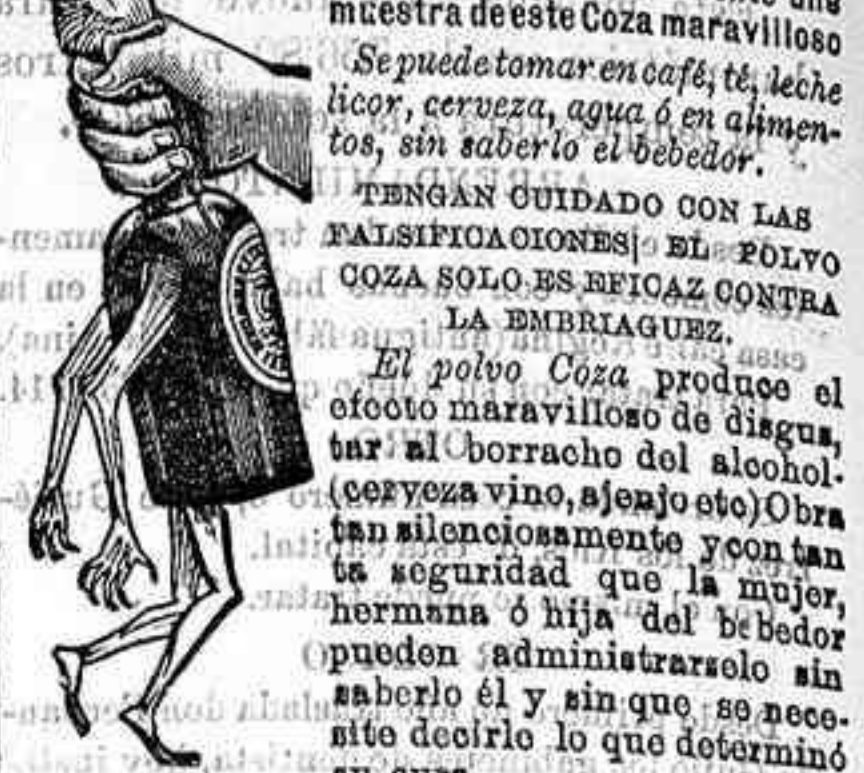 muestra de este Coza maravilloso
Se puede tomar en café, té, leche
licor, cerveza, agua ó en alimen-
tos, sin saberlo el bebedor.
TENGAN CUIDADO CON LAS
FALSIFICACIONES| EL POLVO
COZA SOLO ES EFICAZ CONTRA
LA EMBRIAGUEZ.
El polvo Coza produce el
efecto maravilloso de disgus,
tar al borracho del alcohol-
(cerveza vino, ajenjo etc) Obra
tan silenciosamente y con tan
ta seguridad que la mujer,
hermana ó hija del bebedor
pueden administrarselo sin
saberlo él y sin que se nece-
site decirle lo que determinó